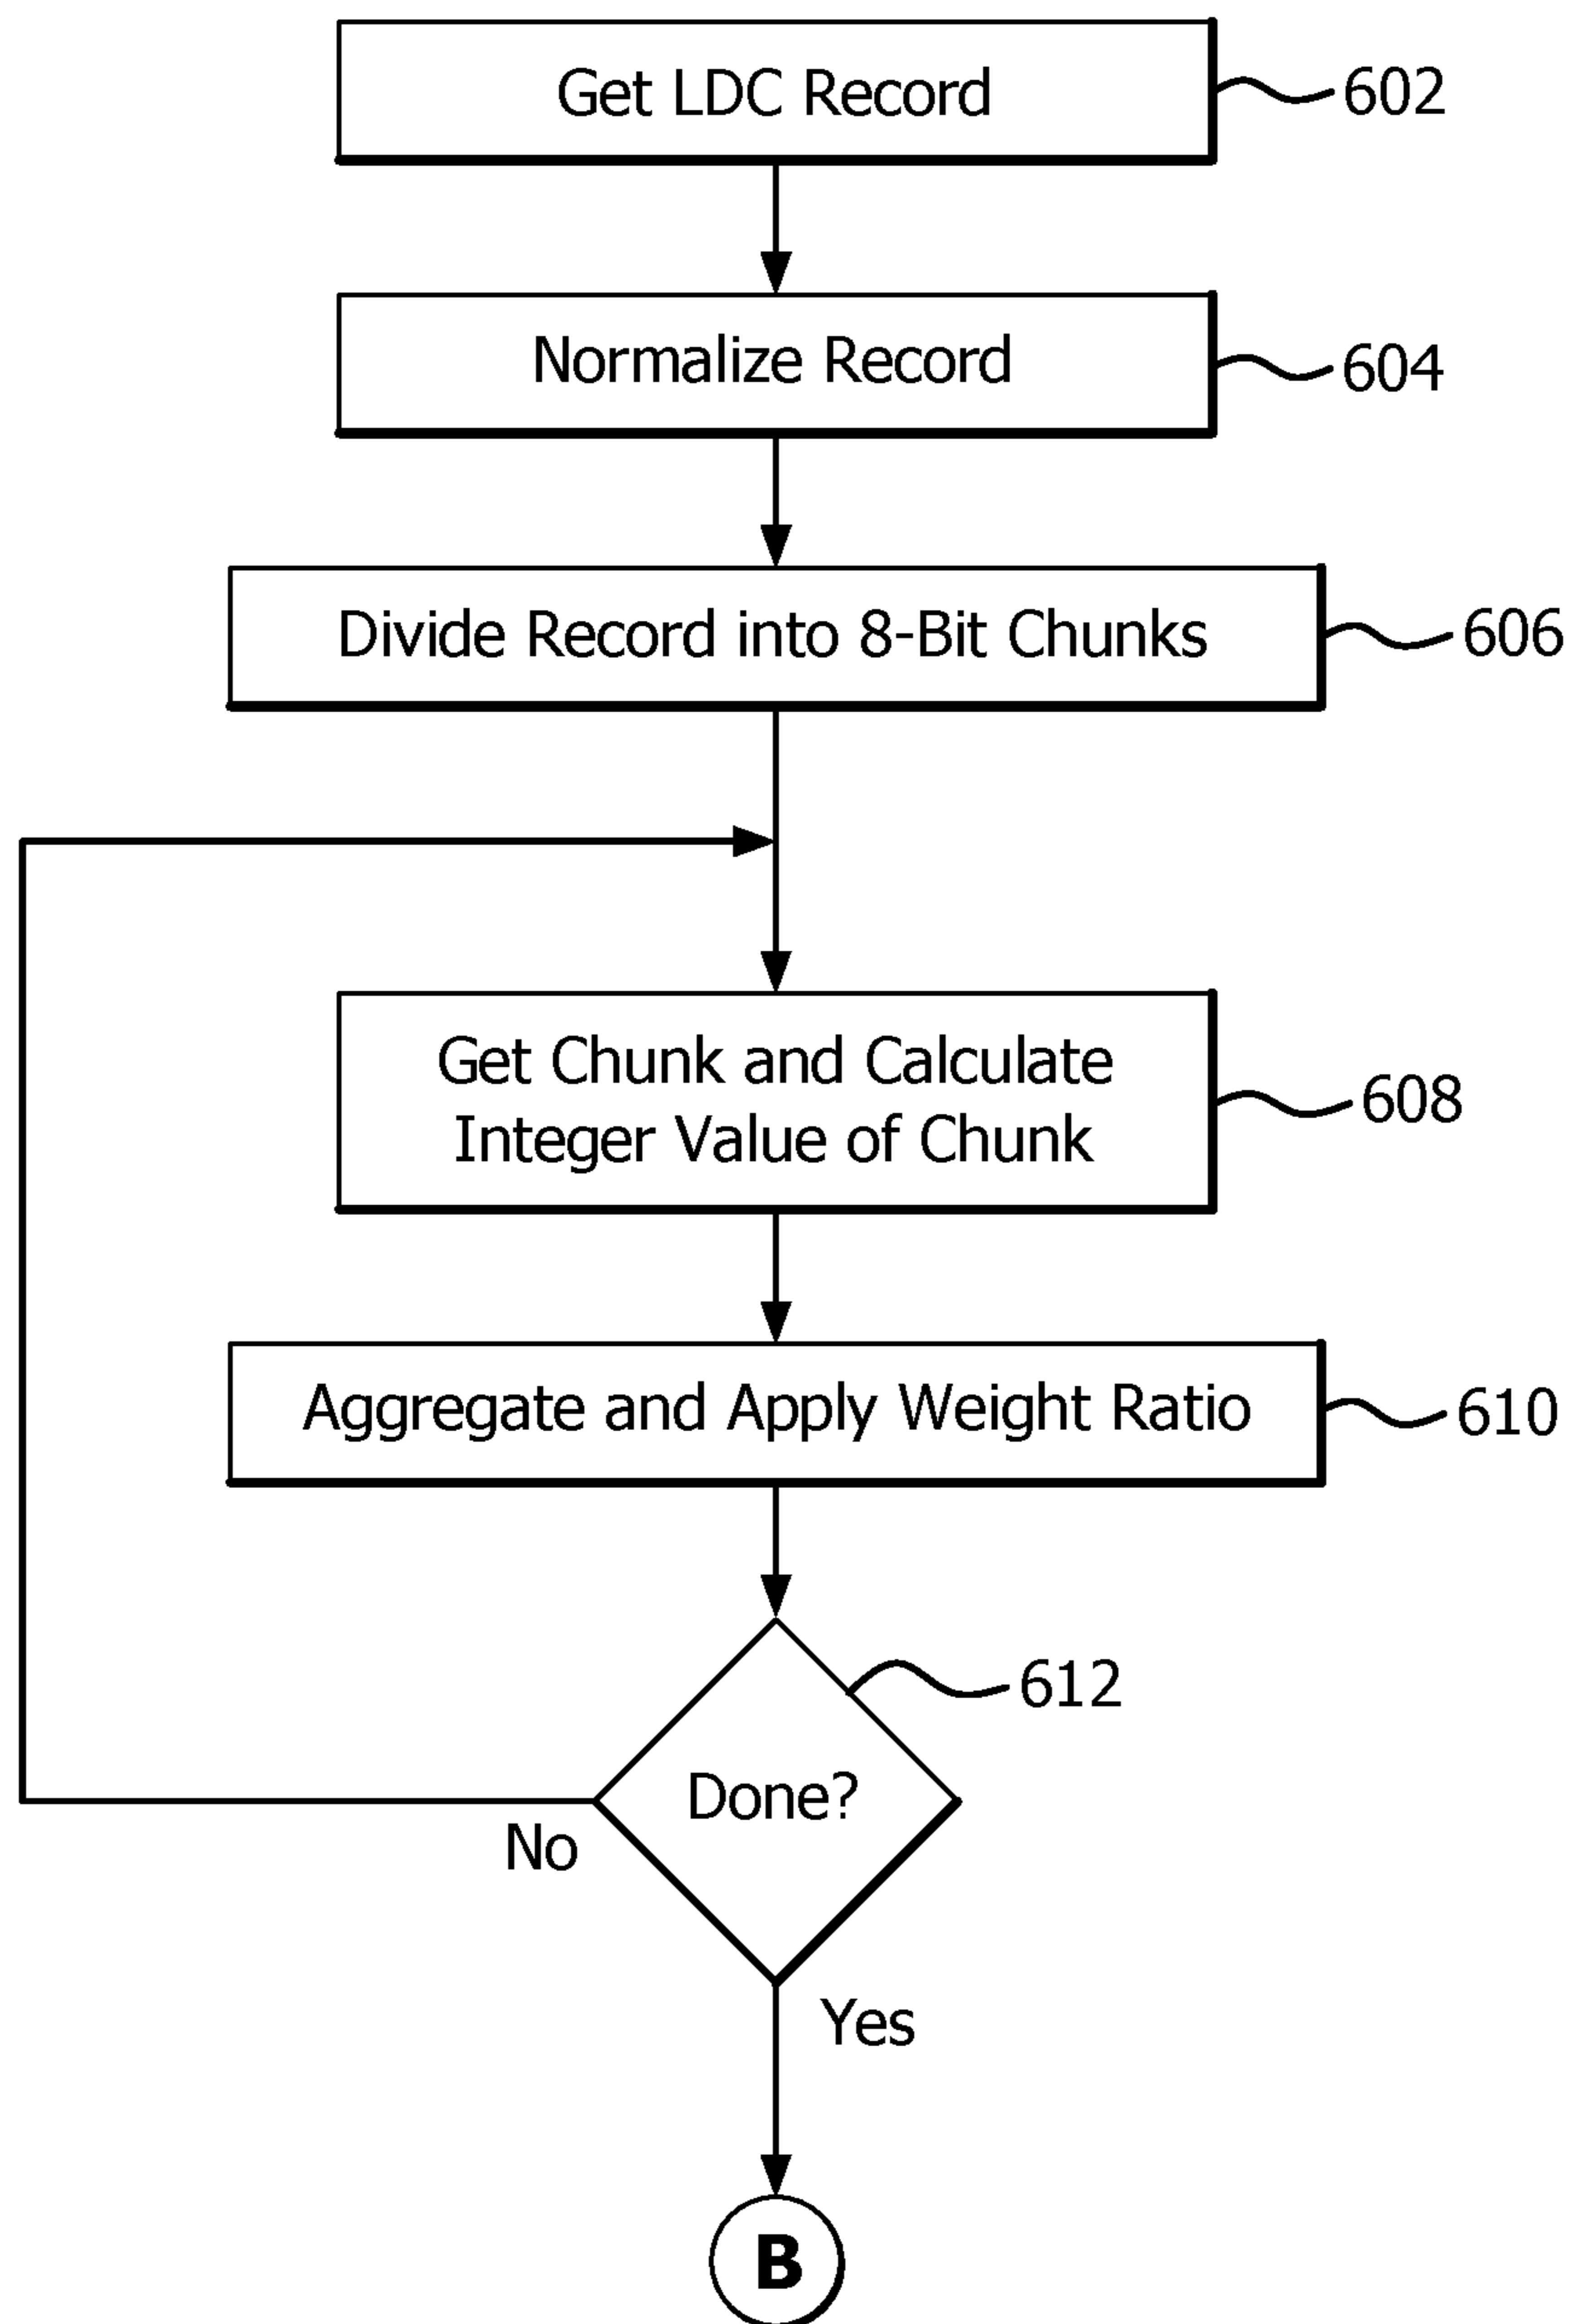 Get LDC Record
602
Normalize Record
604
Divide Record into 8-Bit Chunks
606
Get Chunk and Calculate
Integer Value of Chunk
608
Aggregate and Apply Weight Ratio
610
612
Done?
No
Yes
B